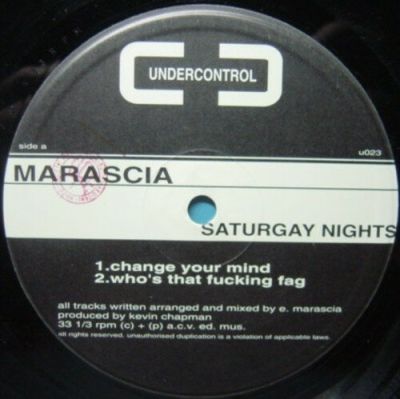 UNDERCONTROL
side a
u023
MARASCIA
SATURGAY NIGHTS
1.change your mind
2.who's that fucking fag
all tracks written arranged and mixed by e. marascia
produced by kevin chapman
33 1/3 rpm (c) + (p) a.c.v. ed. mus.
all rights reserved. unauthorised duplication is a violation of applicable laws.